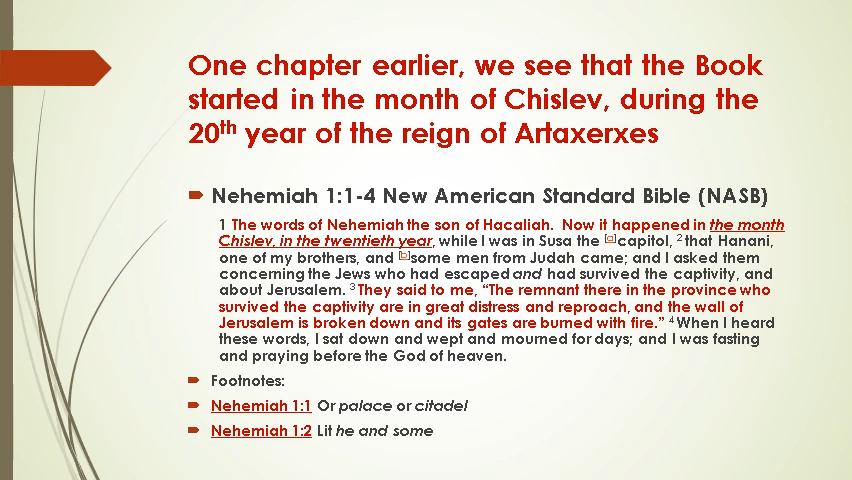 One chapter earlier, we see that the Book
started in the month of Chislev, during the
20th year of the reign of Artaxerxes
Nehemiah 1:1-4 New American Standard Bible (NASB)
1 The words of Nehemiah the son of Hacaliah. Now it happened in the month
Chislev, in the twentieth year, while I was in Susa the [a]capitol, 2 that Hanani,
one of my brothers, and [b]some men from Judah came; and I asked them
concerning the Jews who had escaped and had survived the captivity, and
about Jerusalem. 3 They said to me, “The remnant there in the province who
survived the captivity are in great distress and reproach, and the wall of
Jerusalem is broken down and its gates are burned with fire.” 4 When I heard
these words, I sat down and wept and mourned for days; and I was fasting
and praying before the God of heaven.
Footnotes:
Nehemiah 1:1 Or palace or citadel
Nehemiah 1:2 Lit he and some